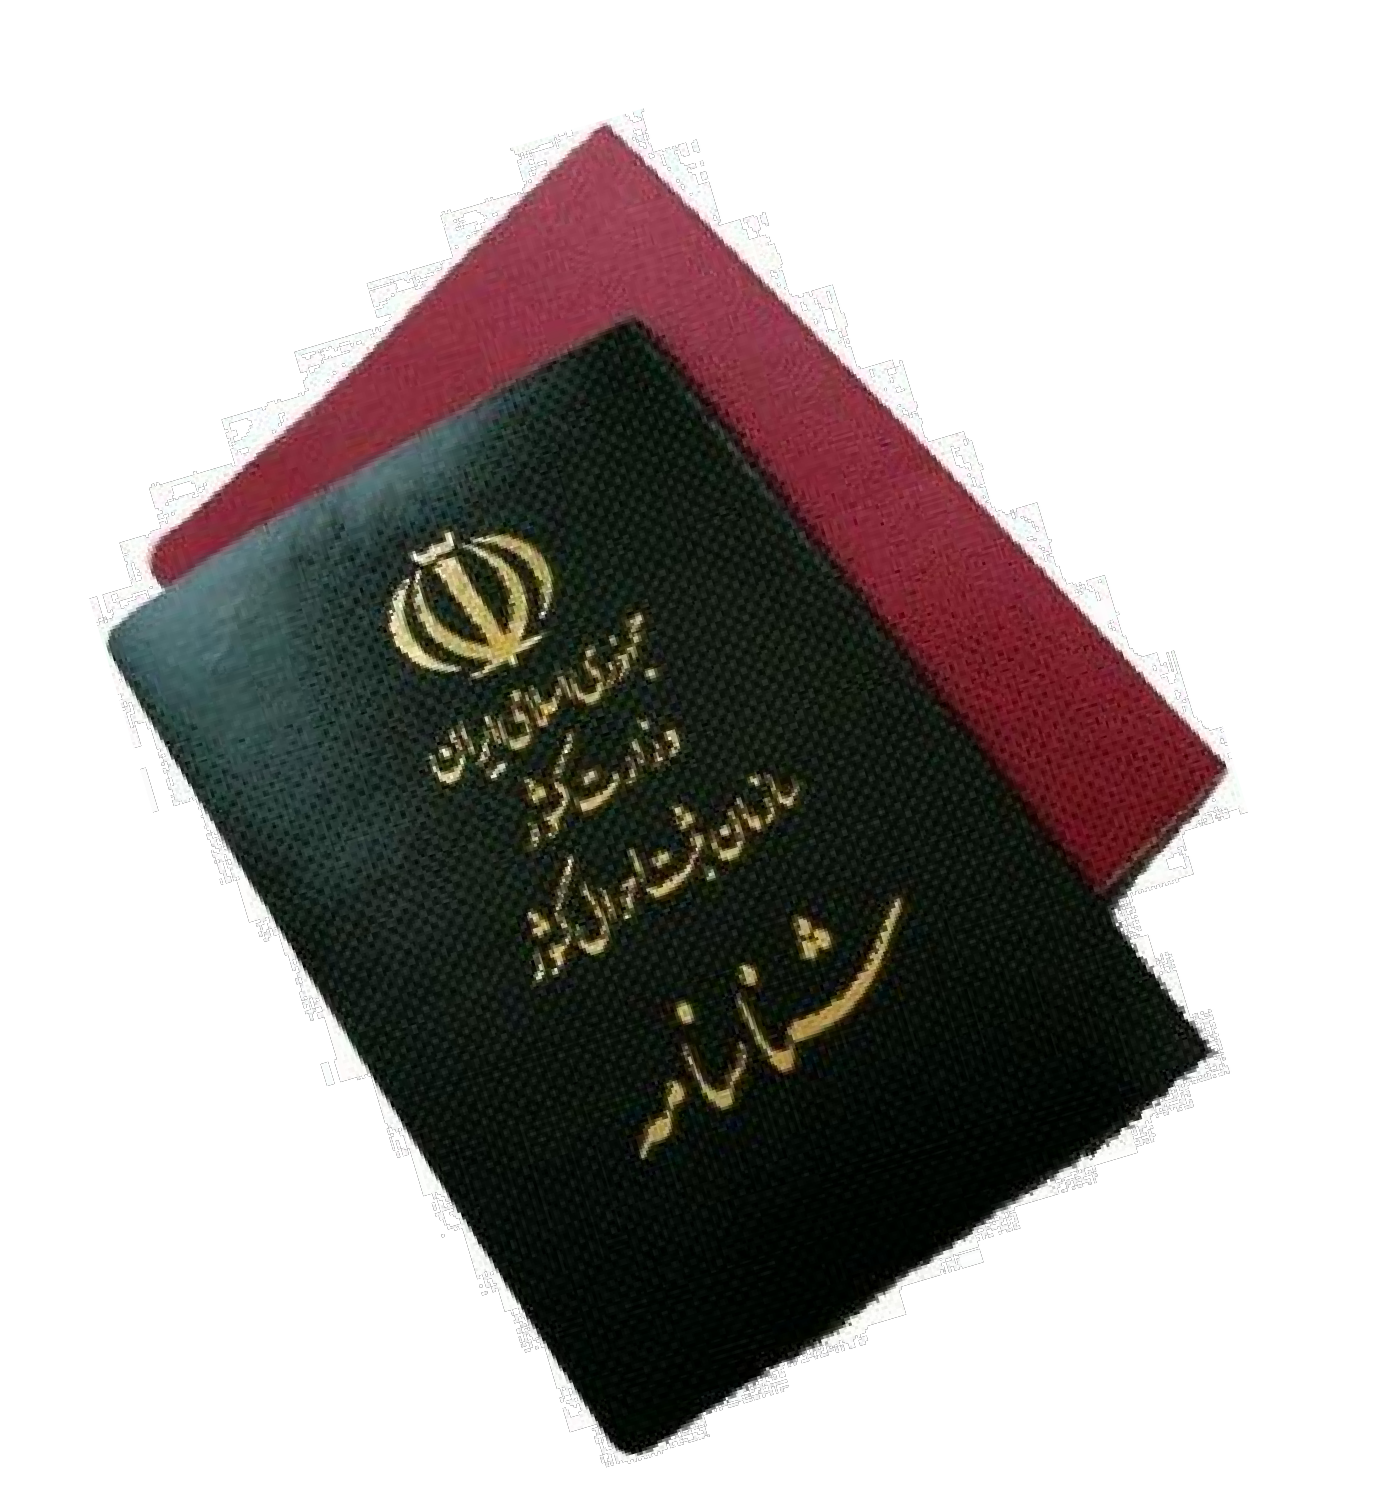 جمهوری اسلامی ایران
وزارت کشور
سازمان ثبت احوال کشور
شناسنامه